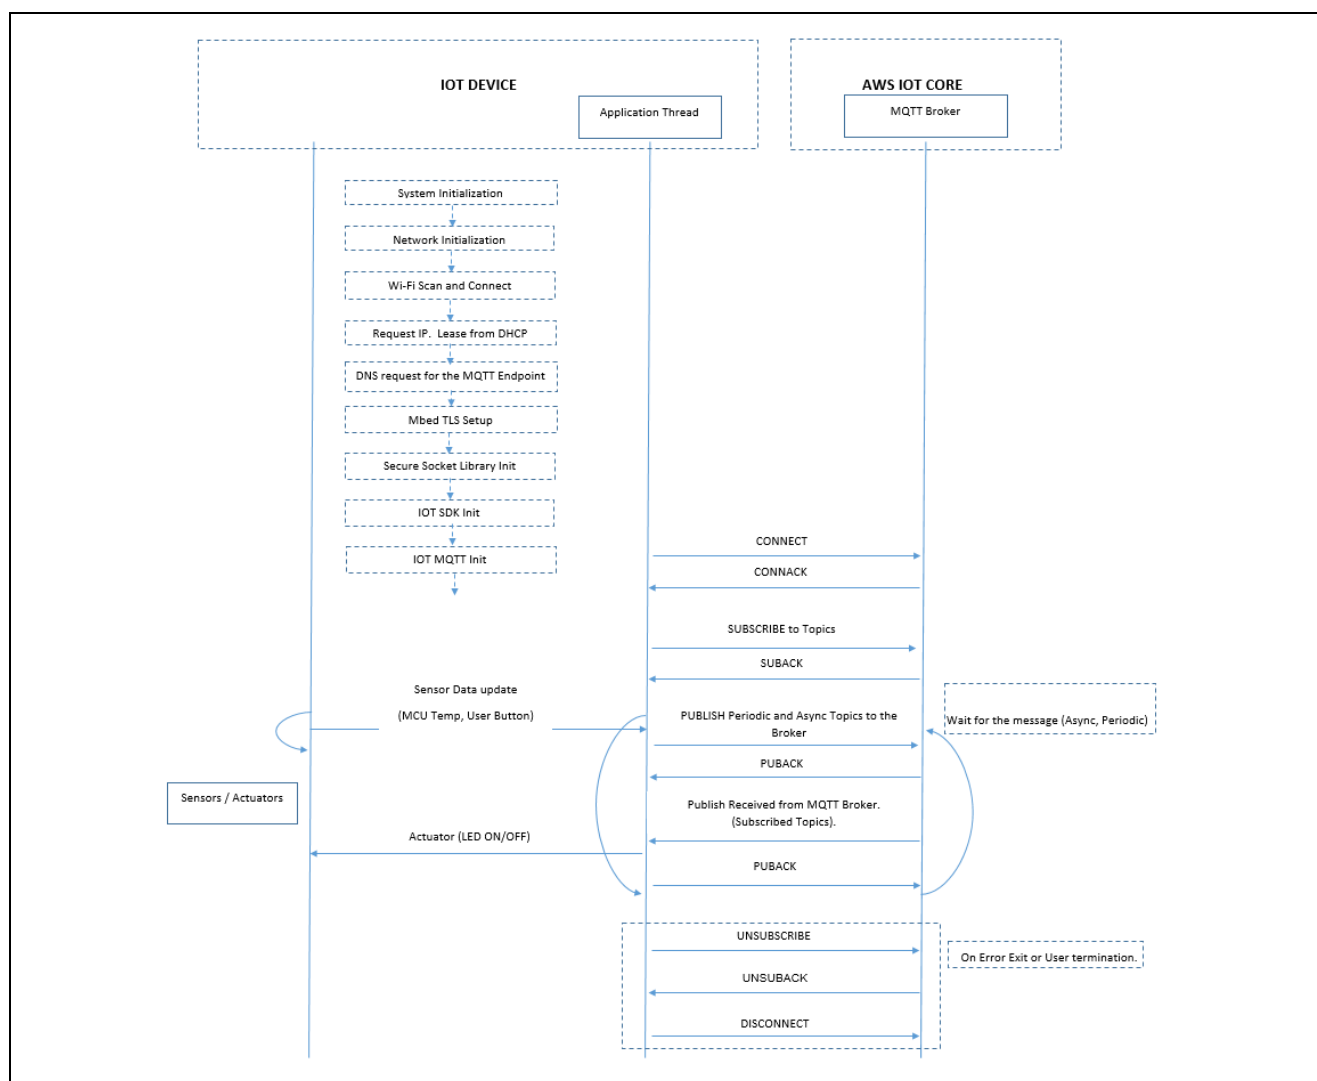 IOT DEVICE
AWS IOT CORE
Application Thread
MQTT Broker
System Initialization
Network Initialization
Wi-Fi Scan and Connect
Request IP.  Lease from DHCP
DNS request for the MQTT Endpoint
Mbed TLS Setup
Secure Socket Library Init
IOT SDK Init
IOT MQTT Init
CONNECT
CONNACK
SUBSCRIBE to Topics
SUBACK
Sensor Data update
(MCU Temp, User Button)
PUBLISH Periodic and Async Topics to the
Broker
Wait for the message (Async, Periodic)
PUBACK
Sensors / Actuators
Publish Received from MQTT Broker.
(Subscribed Topics).
Actuator (LED ON/OFF)
PUBACK
UNSUBSCRIBE
On Error Exit or User termination.
UNSUBACK
DISCONNECT